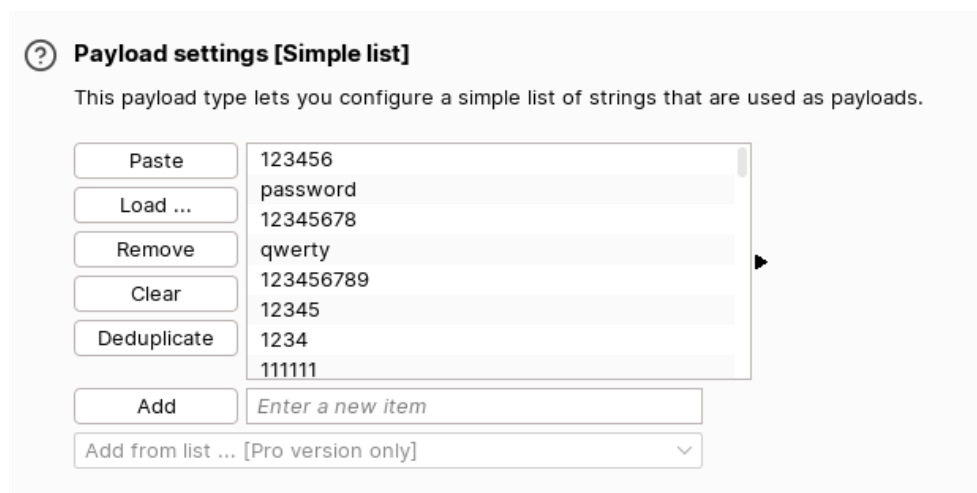 Payload settings [Simple list]
This payload type lets you configure a simple list of strings that are used as payloads.
Paste
Load ...
Remove
Clear
Deduplicate
123456
password
12345678
qwerty
123456789
12345
1234
111111
Add
Enter a new item
Add from list ... [Pro version only]